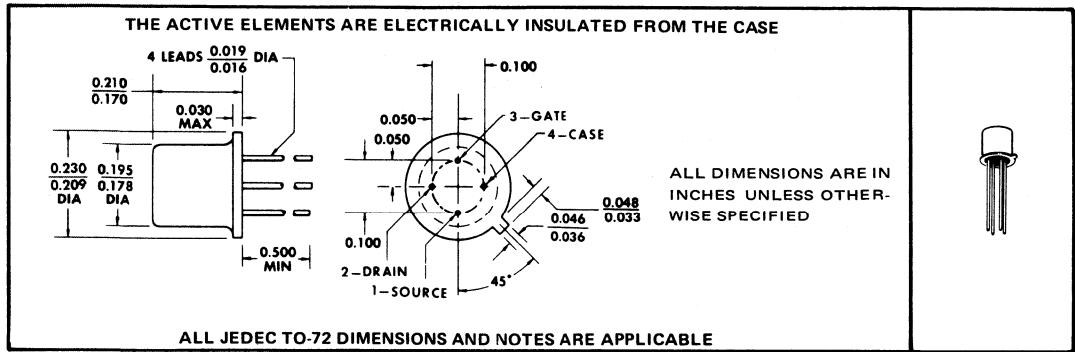 THE ACTIVE ELEMENTS ARE ELECTRICALLY INSULATED FROM THE CASE
4 LEADS 0.019/0.016 DIA
0.100
0.210/0.170
0.030
MAX
0.050
0.050
3–GATE
4–CASE
0.230/0.209
DIA
0.195/0.178
DIA
ALL DIMENSIONS ARE IN
INCHES UNLESS OTHER-
WISE SPECIFIED
0.048/0.033
0.046/0.036
0.100
0.500
MIN
2–DRAIN
1–SOURCE
45°
ALL JEDEC TO-72 DIMENSIONS AND NOTES ARE APPLICABLE